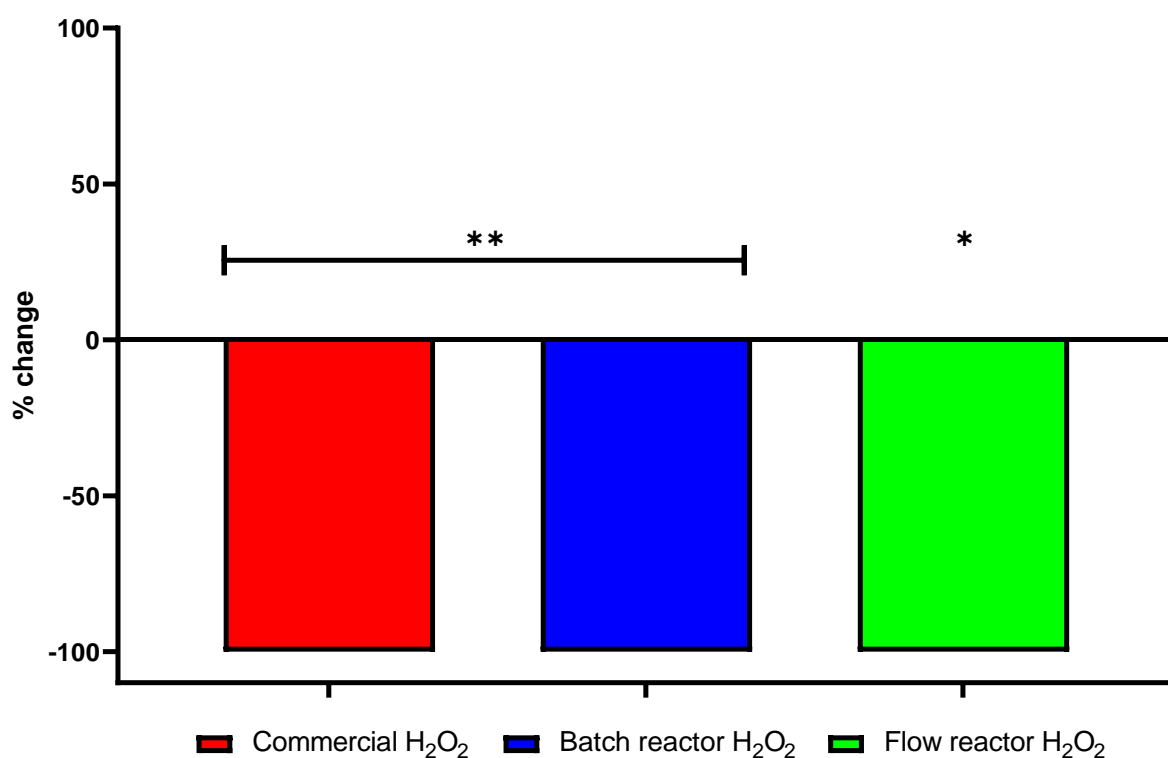 100
50
0
-50
-100
% change
**
*
Commercial H₂O₂
Batch reactor H₂O₂
Flow reactor H₂O₂